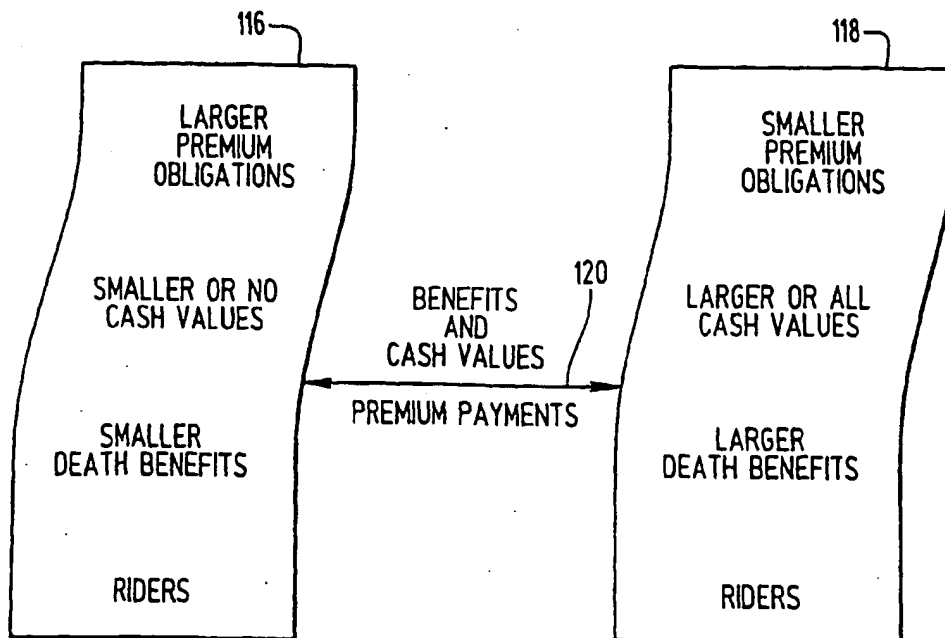 116
LARGER
PREMIUM
OBLIGATIONS
SMALLER OR NO
CASH VALUES
SMALLER
DEATH BENEFITS
RIDERS
BENEFITS
AND
CASH VALUES
120
PREMIUM PAYMENTS
118
SMALLER
PREMIUM
OBLIGATIONS
LARGER OR ALL
CASH VALUES
LARGER
DEATH BENEFITS
RIDERS